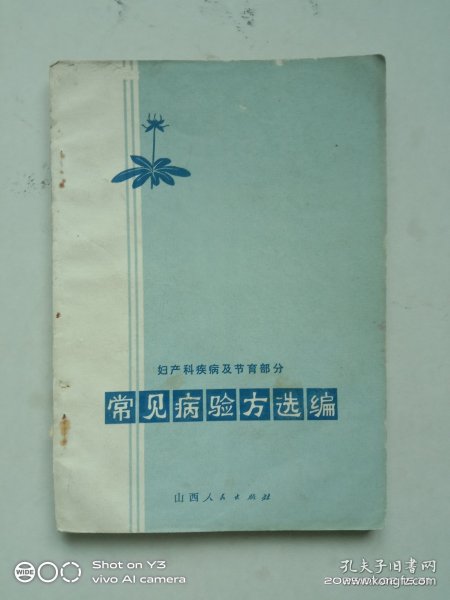 妇产科疾病及节育部分
常见病验方选编
山西人民出版社
WIDE
Shot on Y3
vivo AI camera
孔夫子旧书网